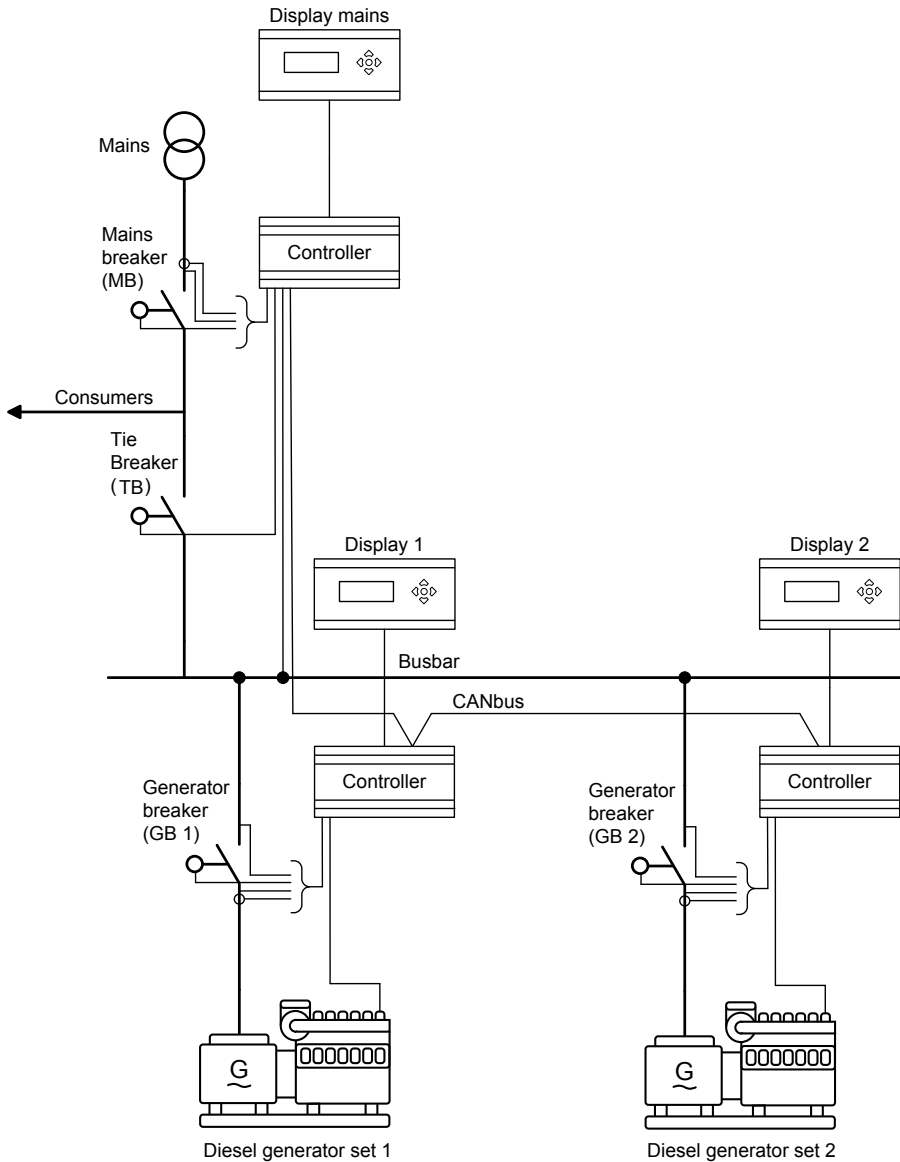 Display mains
Mains
Mains
breaker
(MB)
Controller
Consumers
Tie
Breaker
(TB)
Display 1
Display 2
Busbar
CANbus
Generator
breaker
(GB 1)
Controller
Generator
breaker
(GB 2)
Controller
G
G
Diesel generator set 1
Diesel generator set 2